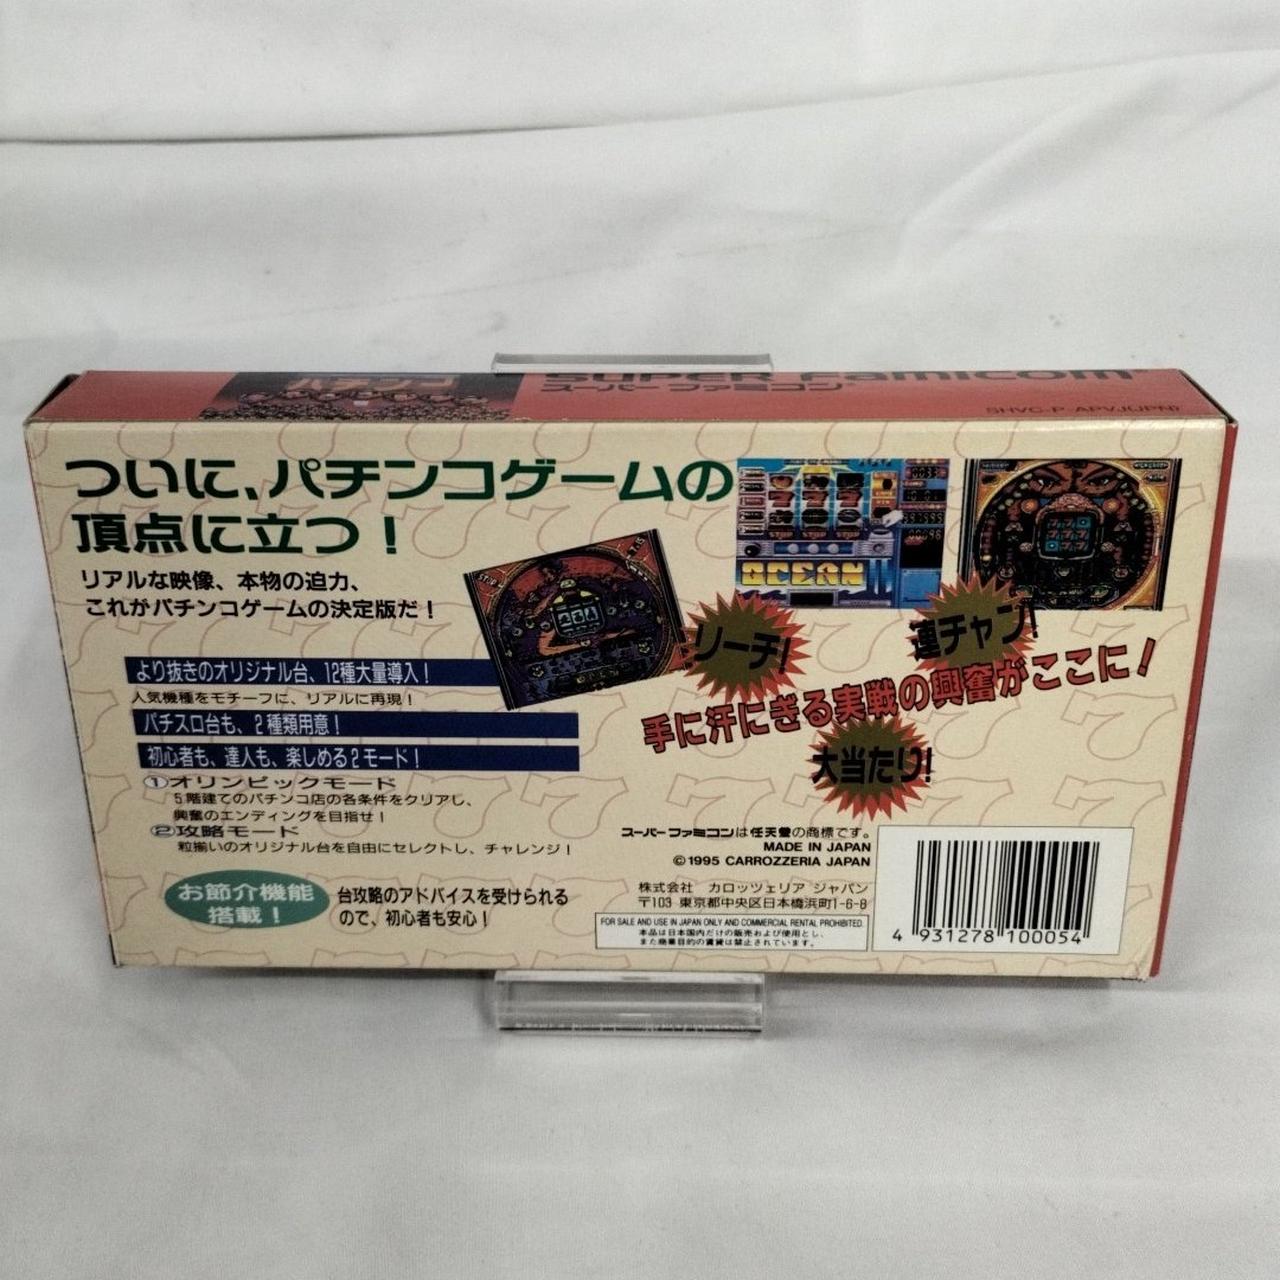 パチンコ
SUPER Famicom
スーパーファミコン
SHVC-P-APVJ(JPN)
ついに、パチンコゲームの
頂点に立つ!
リアルな映像、本物の迫力、
これがパチンコゲームの決定版だ!
より抜きのオリジナル台、12種大量導入!
人気機種をモチーフに、リアルに再現!
パチスロ台も、2種類用意!
初心者も、達人も、楽しめる2モード!
①オリンピックモード
5階建てのパチンコ店の各条件をクリアし、
興奮のエンディングを目指せ!
②攻略モード
粒揃いのオリジナル台を自由にセレクトし、チャレンジ!
お節介機能
搭載!
台攻略のアドバイスを受けられる
ので、初心者も安心!
OCEAN II
STOP STOP STOP
リーチ!
連チャン!
手に汗にぎる実戦の興奮がここに!
大当たり!
スーパーファミコンは任天堂の商標です。
MADE IN JAPAN
©1995 CARROZZERIA JAPAN
株式会社 カロッツェリア ジャパン
〒103 東京都中央区日本橋浜町1-6-8
FOR SALE AND USE IN JAPAN ONLY AND COMMERCIAL RENTAL PROHIBITED.
本品は日本国内だけの販売および使用とし、
また商業目的の賃貸は禁止されています。
4 931278 100054